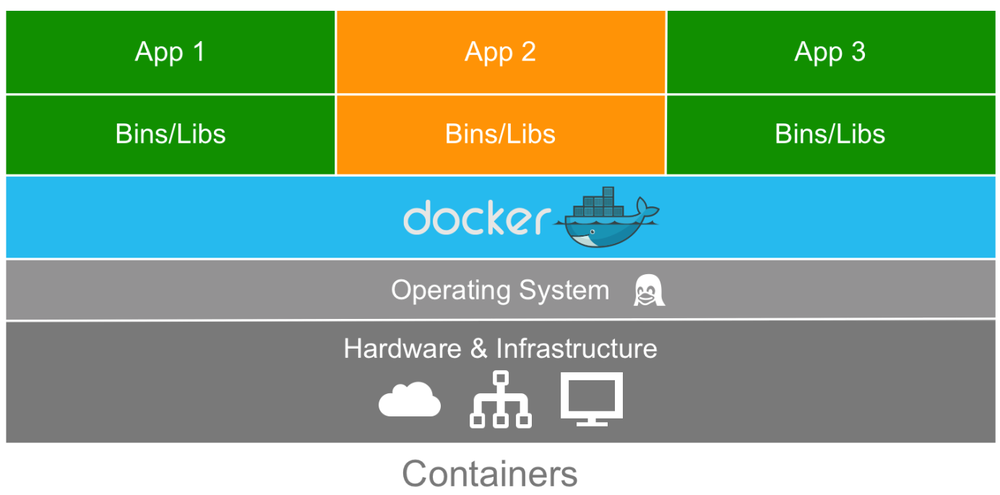 App 1
App 2
App 3
Bins/Libs
Bins/Libs
Bins/Libs
docker
Operating System
Hardware & Infrastructure
Containers